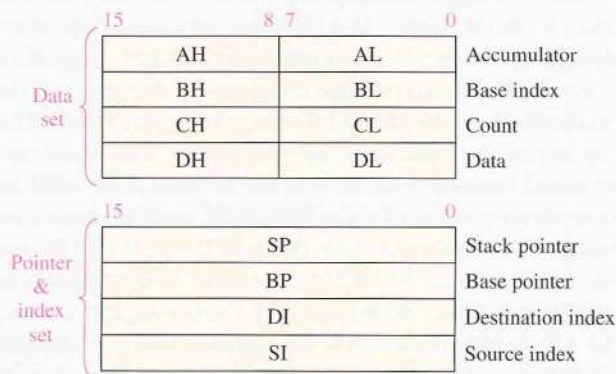 15 8 7 0
AH AL Accumulator
BH BL Base index
Data set
CH CL Count
DH DL Data
15 0
SP Stack pointer
Pointer & index set
BP Base pointer
DI Destination index
SI Source index